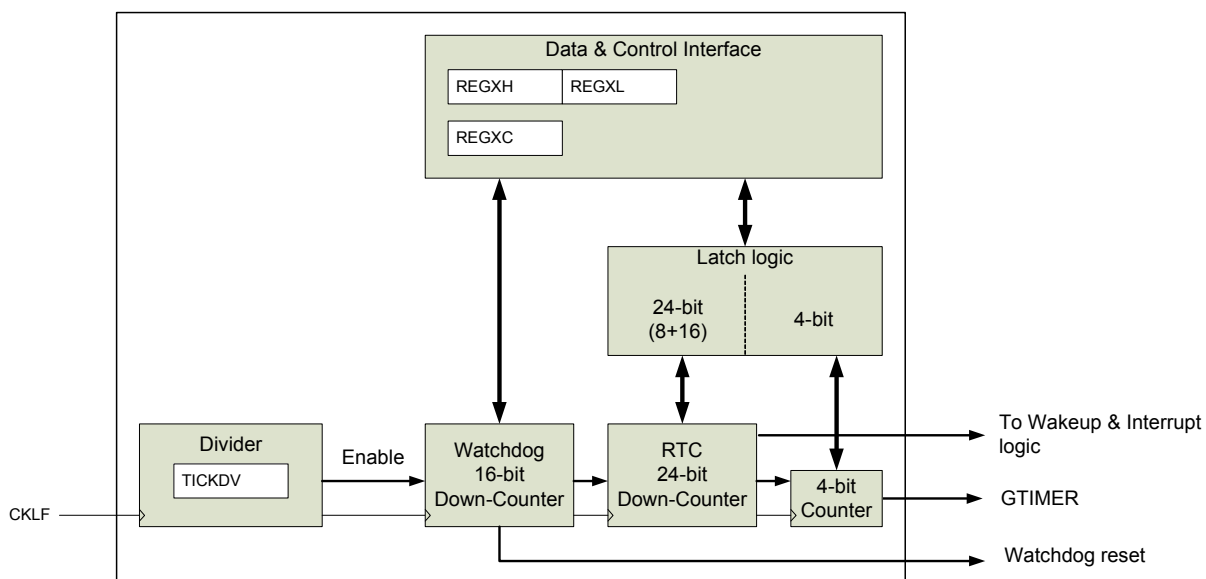 Data & Control Interface
REGXH
REGXL
REGXC
Latch logic
24-bit
(8+16)
4-bit
Divider
TICKDV
Enable
Watchdog
16-bit
Down-Counter
RTC
24-bit
Down-Counter
4-bit
Counter
To Wakeup & Interrupt
logic
GTIMER
CKLF
Watchdog reset